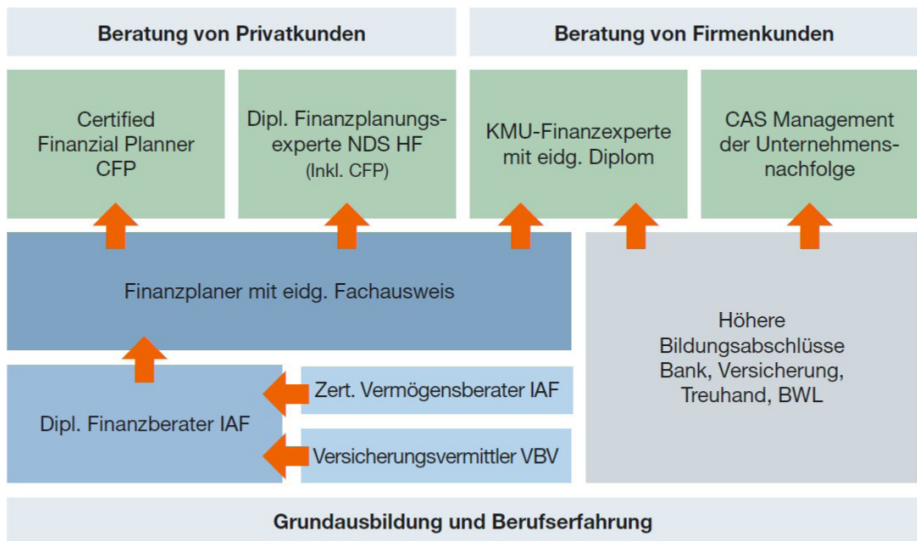 Beratung von Privatkunden
Beratung von Firmenkunden
Certified
Finanzial Planner
CFP
Dipl. Finanzplanungs-
experte NDS HF
(Inkl. CFP)
KMU-Finanzexperte
mit eidg. Diplom
CAS Management
der Unternehmens-
nachfolge
Finanzplaner mit eidg. Fachausweis
Höhere
Bildungsabschlüsse
Bank, Versicherung,
Treuhand, BWL
Dipl. Finanzberater IAF
Zert. Vermögensberater IAF
Versicherungsvermittler VBV
Grundausbildung und Berufserfahrung